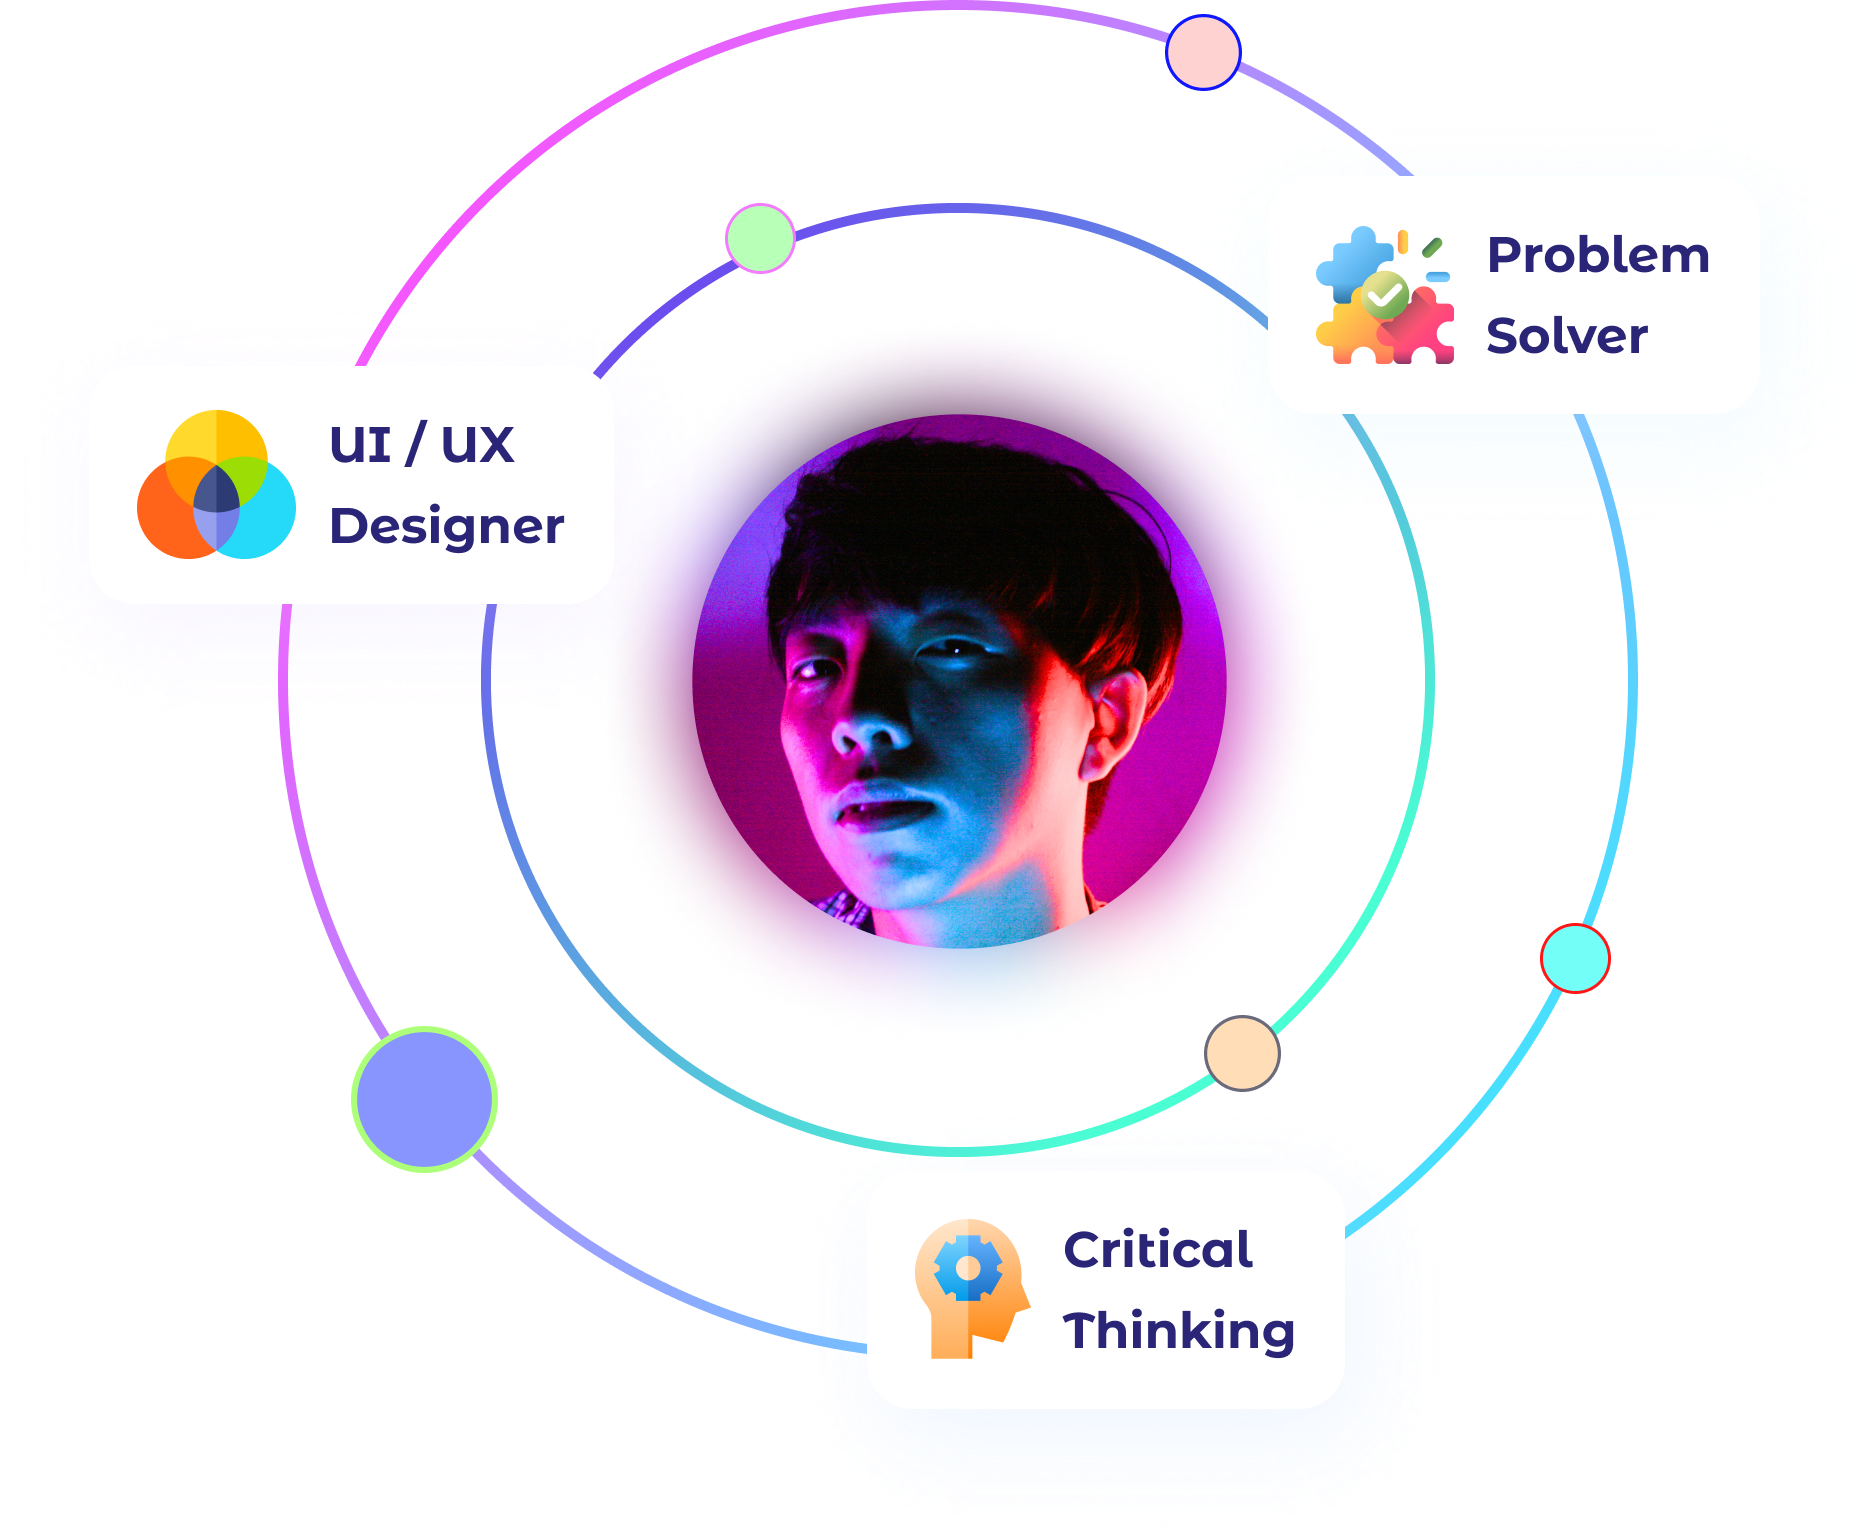 Problem
Solver
UI / UX
Designer
Critical
Thinking